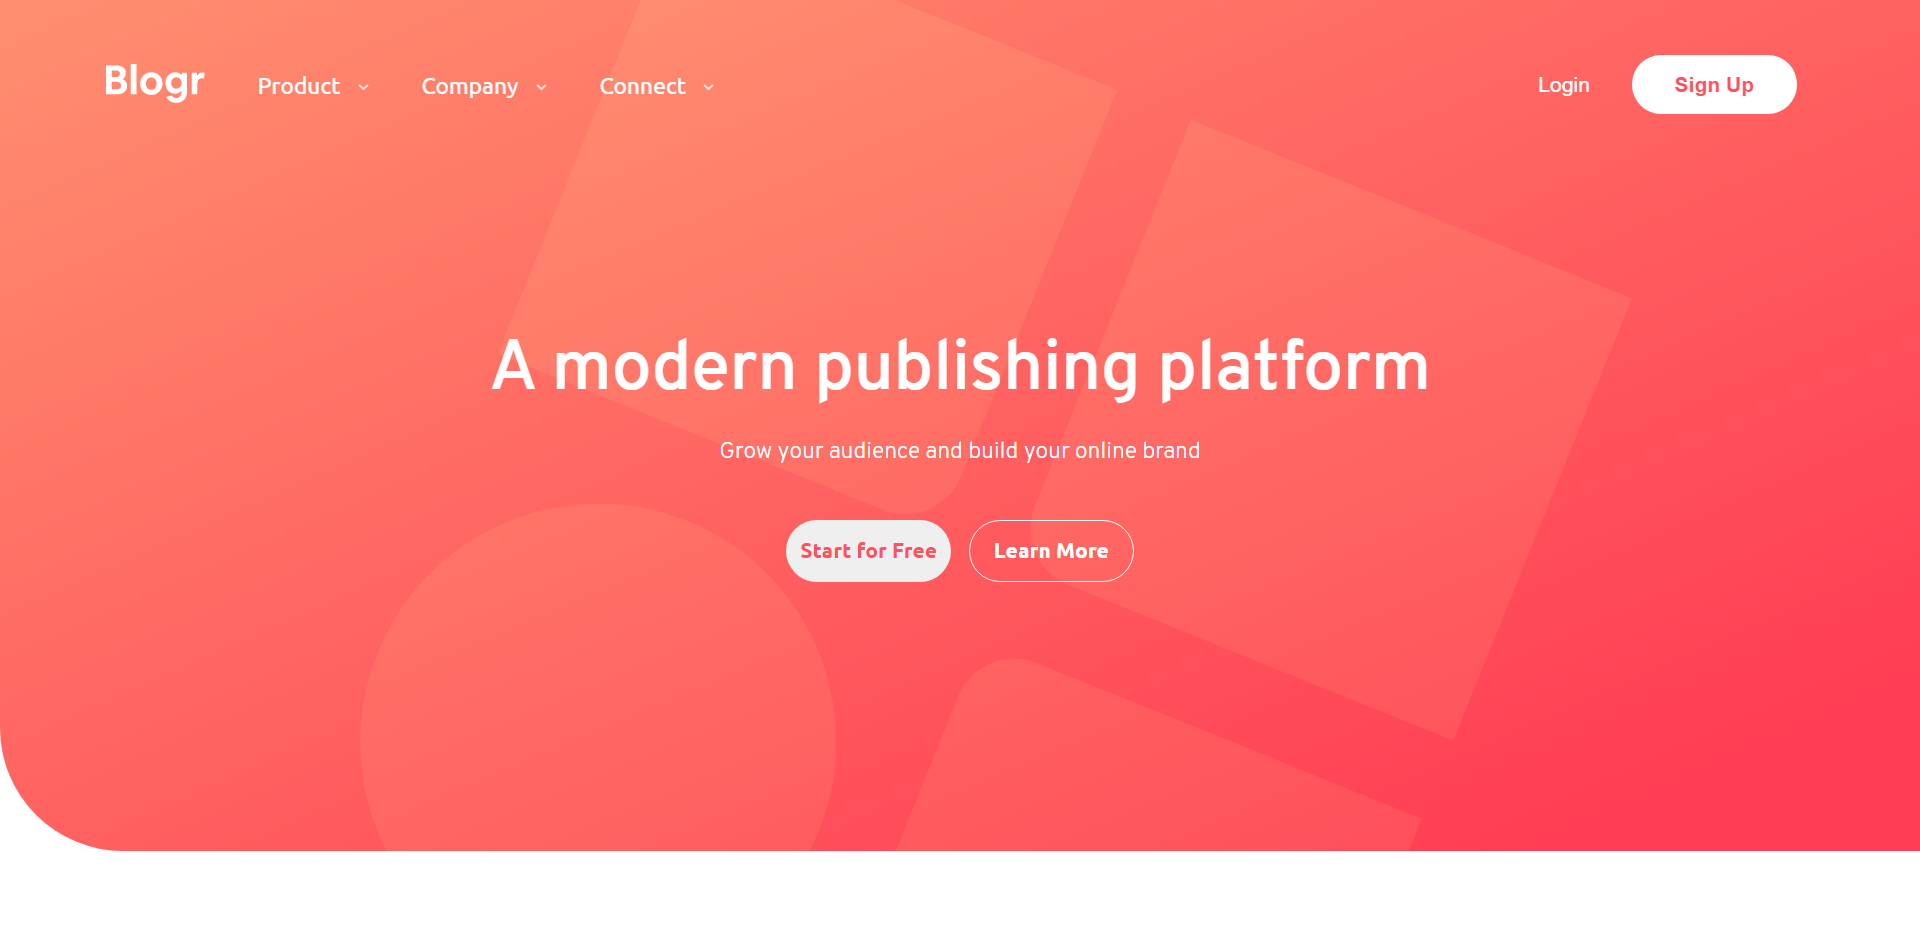 Blogr Product Company Connect Login Sign Up
A modern publishing platform
Grow your audience and build your online brand
Start for Free Learn More